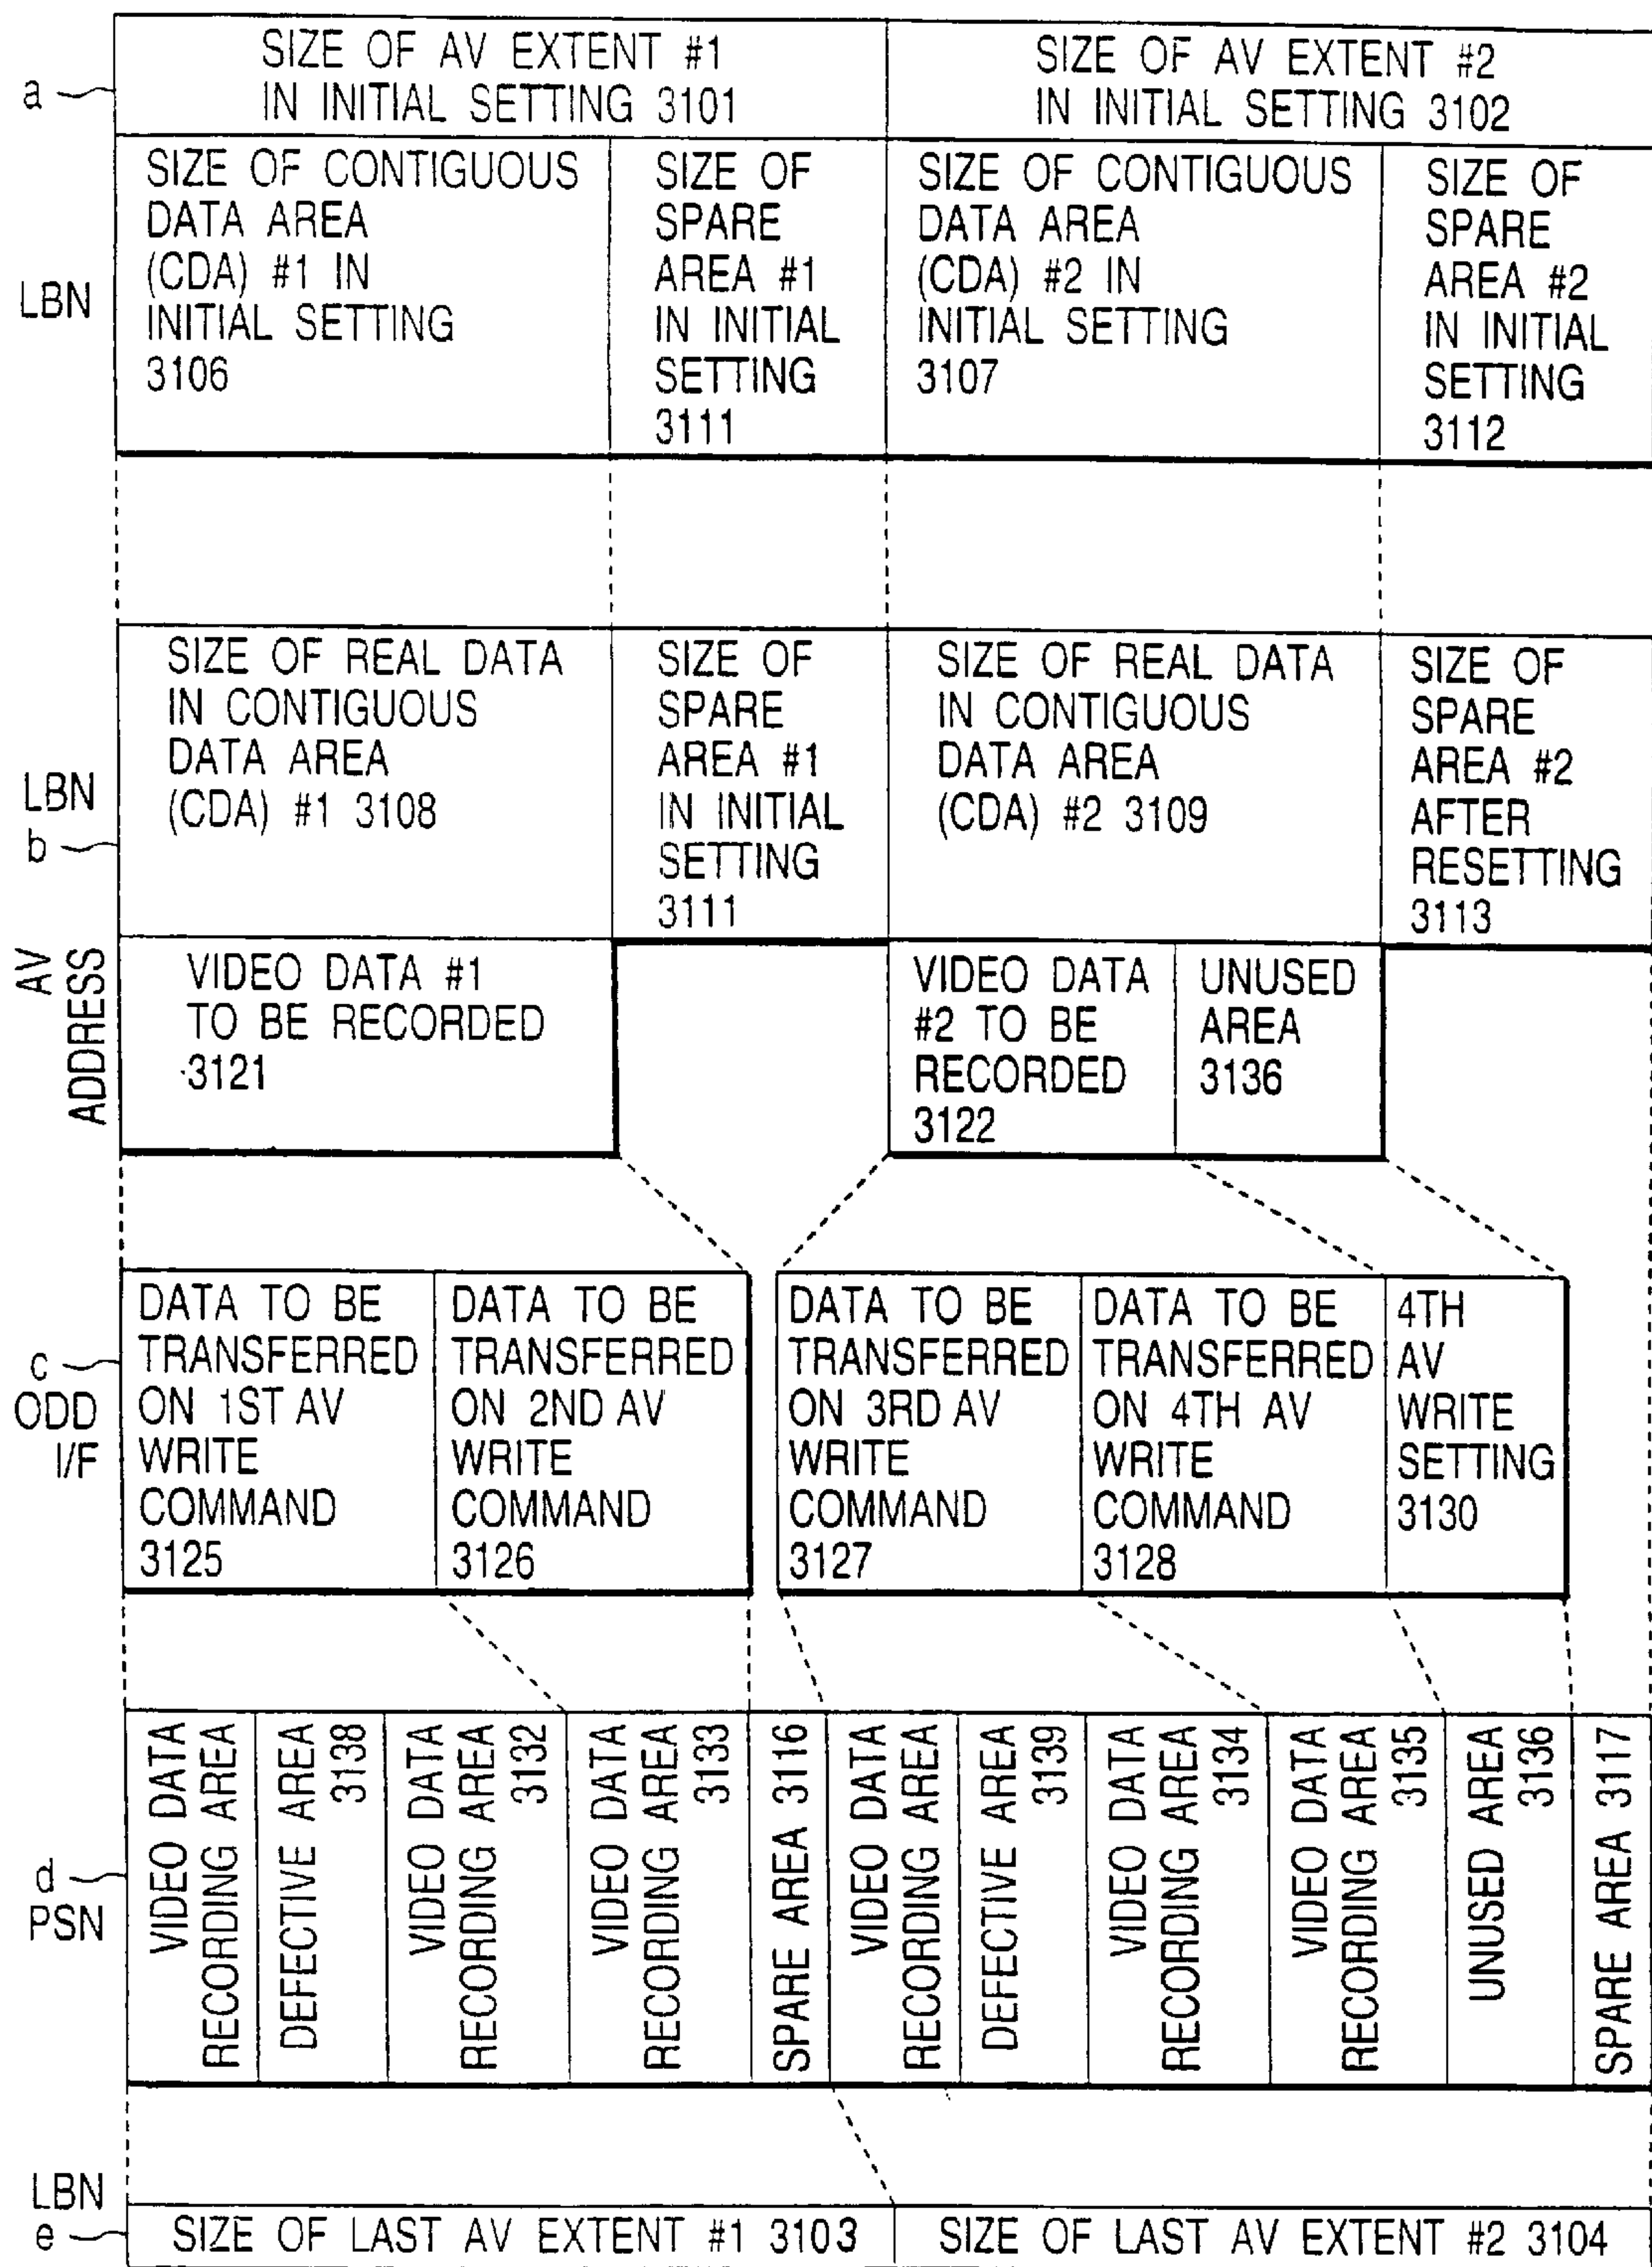 a
SIZE OF AV EXTENT #1
IN INITIAL SETTING 3101
SIZE OF AV EXTENT #2
IN INITIAL SETTING 3102
LBN
SIZE OF CONTIGUOUS
DATA AREA
(CDA) #1 IN
INITIAL SETTING
3106
SIZE OF
SPARE
AREA #1
IN INITIAL
SETTING
3111
SIZE OF CONTIGUOUS
DATA AREA
(CDA) #2 IN
INITIAL SETTING
3107
SIZE OF
SPARE
AREA #2
IN INITIAL
SETTING
3112
LBN
b
SIZE OF REAL DATA
IN CONTIGUOUS
DATA AREA
(CDA) #1 3108
SIZE OF
SPARE
AREA #1
IN INITIAL
SETTING
3111
SIZE OF REAL DATA
IN CONTIGUOUS
DATA AREA
(CDA) #2 3109
SIZE OF
SPARE
AREA #2
AFTER
RESETTING
3113
AV
ADDRESS
VIDEO DATA #1
TO BE RECORDED
3121
VIDEO DATA
#2 TO BE
RECORDED
3122
UNUSED
AREA
3136
c
ODD
I/F
DATA TO BE
TRANSFERRED
ON 1ST AV
WRITE
COMMAND
3125
DATA TO BE
TRANSFERRED
ON 2ND AV
WRITE
COMMAND
3126
DATA TO BE
TRANSFERRED
ON 3RD AV
WRITE
COMMAND
3127
DATA TO BE
TRANSFERRED
ON 4TH AV
WRITE
COMMAND
3128
4TH
AV
WRITE
SETTING
3130
d
PSN
VIDEO DATA
RECORDING AREA
DEFECTIVE AREA
3138
VIDEO DATA
RECORDING AREA
3132
VIDEO DATA
RECORDING AREA
3133
SPARE AREA 3116
VIDEO DATA
RECORDING AREA
DEFECTIVE AREA
3139
VIDEO DATA
RECORDING AREA
3134
VIDEO DATA
RECORDING AREA
3135
UNUSED AREA
3136
SPARE AREA 3117
LBN
e
SIZE OF LAST AV EXTENT #1 3103
SIZE OF LAST AV EXTENT #2 3104